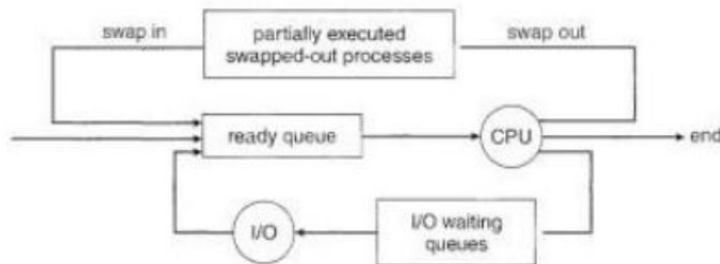 swap in
partially executed
swapped-out processes
swap out
ready queue
CPU
end
I/O
I/O waiting
queues